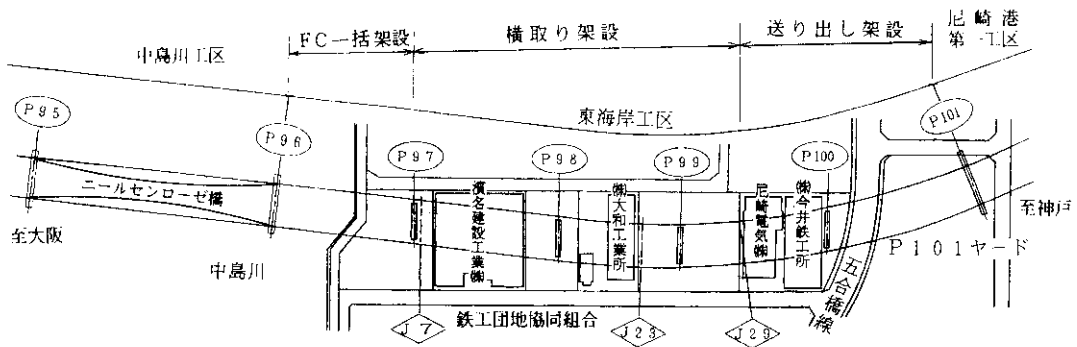 中島川工区
FC一括架設
横取り架設
送り出し架設
尼崎港
第一工区
東海岸工区
P95
P96
P97
P98
P99
P100
P101
ニールセンローゼ橋
濱名建設工業㈱
㈱大和工業所
尼崎電気㈱
㈱今井鉄工所
至大阪
至神戸
P101ヤード
中島川
五合橋線
鉄工団地協同組合
J7
J23
J29